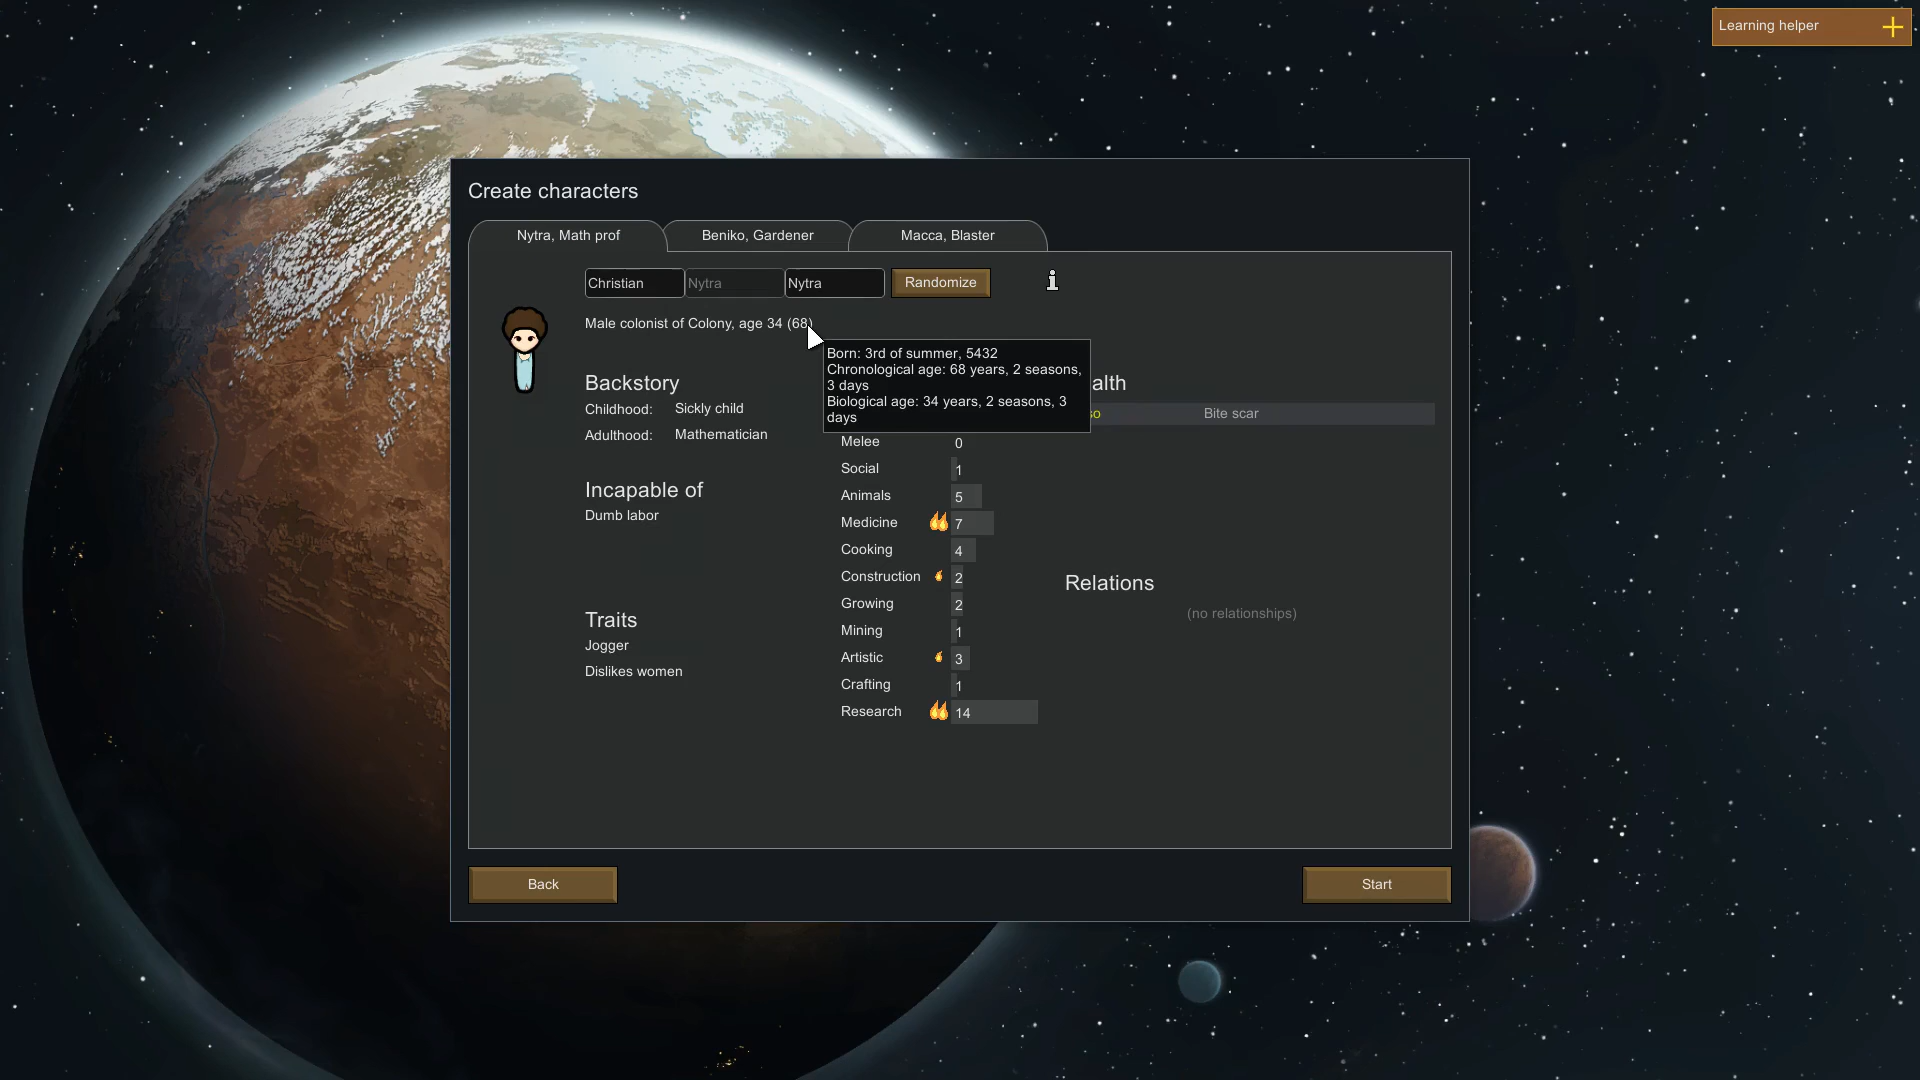 Learning helper
Create characters
Nytra, Math prof
Beniko, Gardener
Macca, Blaster
Christian
Nytra
Nytra
Randomize
Male colonist of Colony, age 34 (68)
Born: 3rd of summer, 5432
Chronological age: 68 years, 2 seasons,
3 days
Biological age: 34 years, 2 seasons, 3
days
Backstory
Childhood: Sickly child
Adulthood: Mathematician
Incapable of
Dumb labor
Traits
Jogger
Dislikes women
Melee 0
Social 1
Animals 5
Medicine 7
Cooking 4
Construction 2
Growing 2
Mining 1
Artistic 3
Crafting 1
Research 14
alth
so Bite scar
Relations
(no relationships)
Back
Start